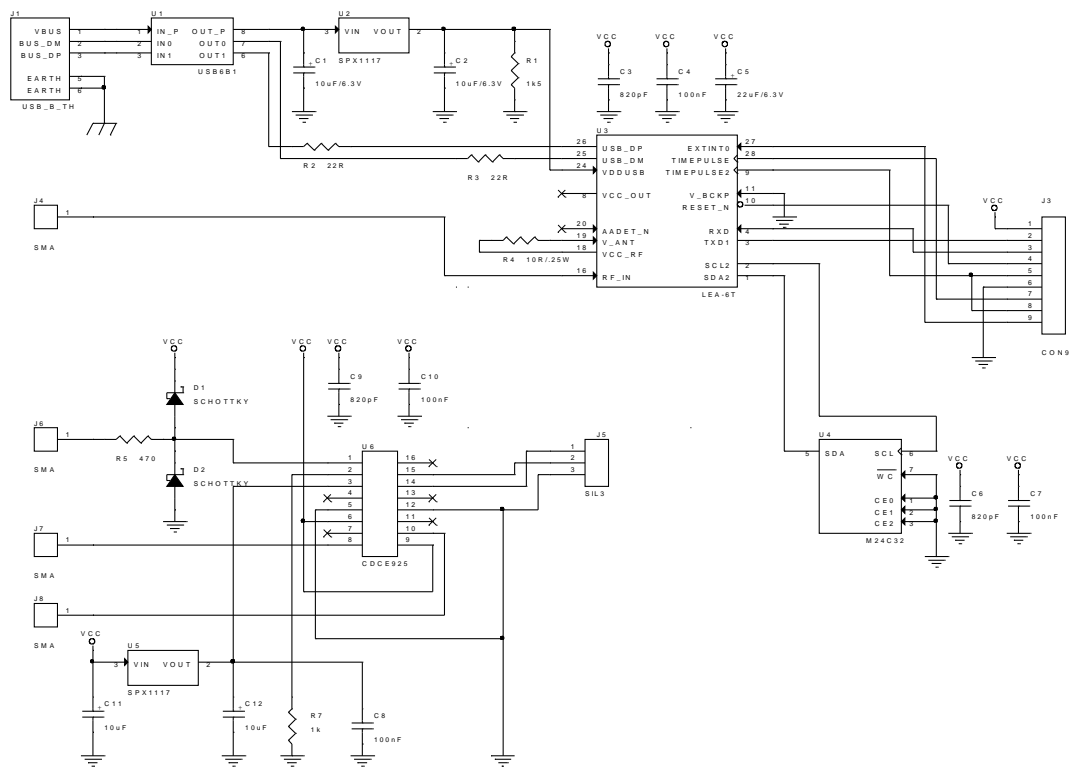 J1
VBUS 1
BUS_DM 2
BUS_DP 3
EARTH 5
EARTH 6
USB_B_TH
U1
1 IN_P OUT_P 8
2 IN0 OUT0 7
3 IN1 OUT1 6
USB6B1
U2
3 VIN VOUT 2
SPX1117
C1
10uF/6.3V
C2
10uF/6.3V
R1
1k5
VCC VCC VCC
C3
820pF
C4
100nF
C5
22uF/6.3V
R2 22R
R3 22R
U3
26 USB_DP EXTINT0 27
25 USB_DM TIMEPULSE 28
24 VDDUSB TIMEPULSE2 9
8 VCC_OUT V_BCKP 11
RESET_N 10
20 AADET_N RXD 4
19 V_ANT TXD1 3
18 VCC_RF
SCL2 2
16 RF_IN SDA2 1
LEA-6T
R4 10R/.25W
J4
1
SMA
VCC
J3
1
2
3
4
5
6
7
8
9
CON9
VCC VCC VCC VCC
D1
SCHOTTKY
C9
820pF
C10
100nF
J6
1
SMA
R5 470
D2
SCHOTTKY
U6
1 16
2 15
3 14
4 13
5 12
6 11
7 10
8 9
CDCE925
J5
1
2
3
SIL3
U4
5 SDA SCL 6
WC 7
CE0 1
CE1 2
CE2 3
M24C32
VCC VCC
C6
820pF
C7
100nF
J7
1
SMA
J8
1
SMA
VCC
U5
3 VIN VOUT 2
SPX1117
C11
10uF
C12
10uF
R7
1k
C8
100nF